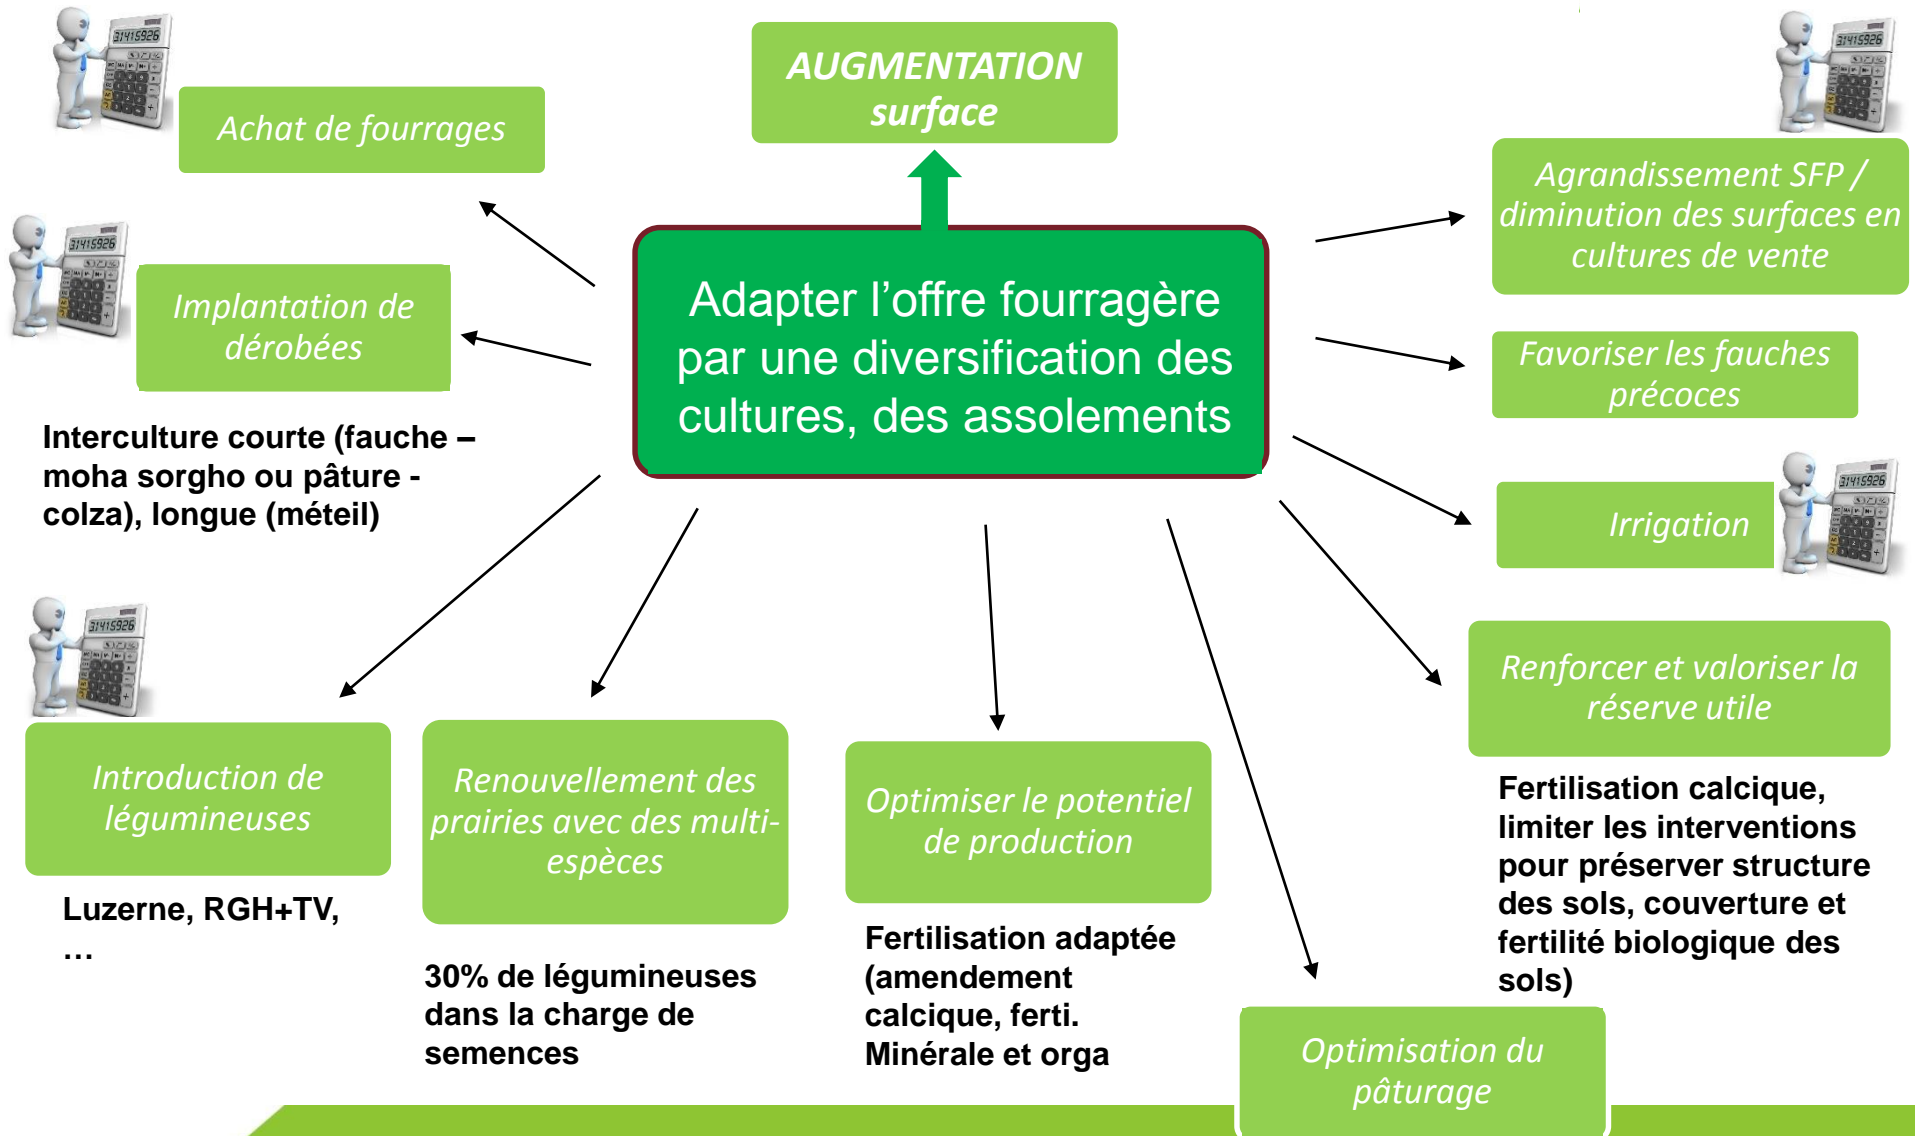 AUGMENTATION
surface
Achat de fourrages
Agrandissement SFP /
diminution des surfaces en
cultures de vente
Implantation de
dérobées
Adapter l'offre fourragère
par une diversification des
cultures, des assolements
Favoriser les fauches
précoces
Interculture courte (fauche –
moha sorgho ou pâture -
colza), longue (méteil)
Irrigation
Renforcer et valoriser la
réserve utile
Fertilisation calcique,
limiter les interventions
pour préserver structure
des sols, couverture et
fertilité biologique des
sols)
Introduction de
légumineuses
Luzerne, RGH+TV,
…
Renouvellement des
prairies avec des multi-
espèces
30% de légumineuses
dans la charge de
semences
Optimiser le potentiel
de production
Fertilisation adaptée
(amendement
calcique, ferti.
Minérale et orga
Optimisation du
pâturage
31415926
31415926
31415926
31415926
31415926